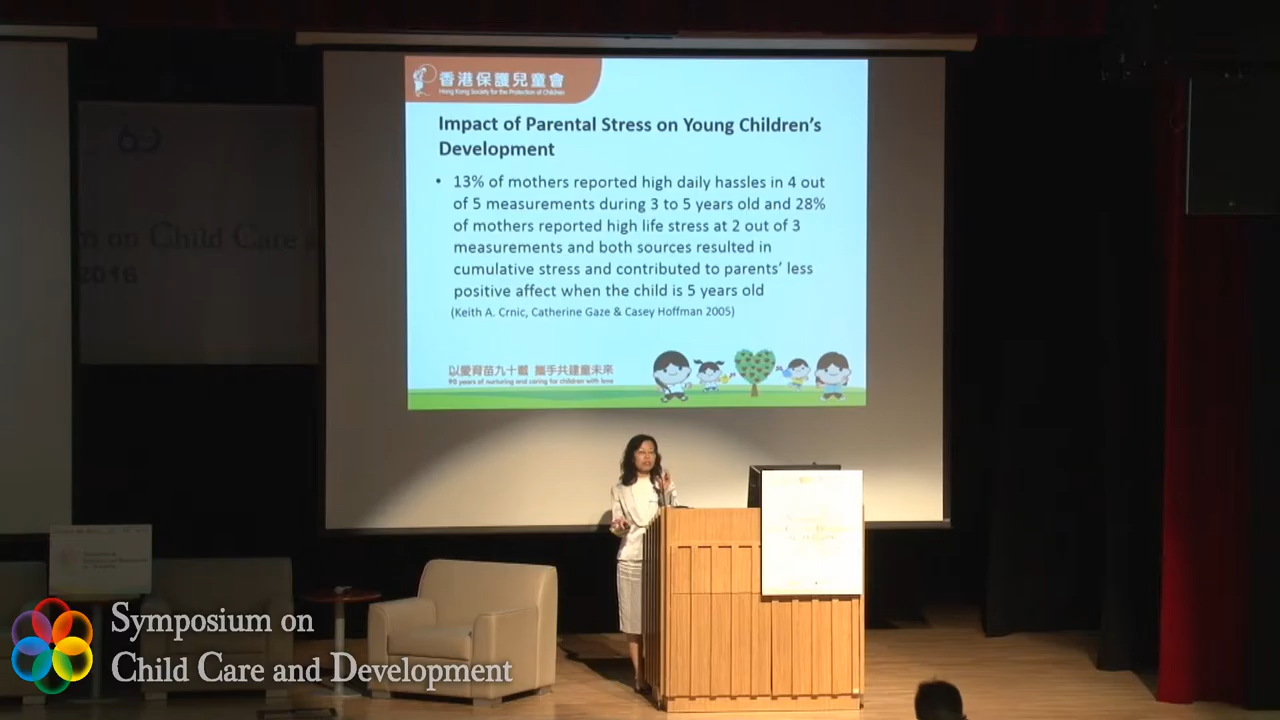 香港保護兒童會
Hong Kong Society for the Protection of Children
Impact of Parental Stress on Young Children's
Development
• 13% of mothers reported high daily hassles in 4 out
of 5 measurements during 3 to 5 years old and 28%
of mothers reported high life stress at 2 out of 3
measurements and both sources resulted in
cumulative stress and contributed to parents' less
positive affect when the child is 5 years old
(Keith A. Crnic, Catherine Gaze & Casey Hoffman 2005)
以愛育苗九十載 攜手共建童未來
90 years of nurturing and caring for children with love
on Child Care
2016
Symposium on
Child Care and Development